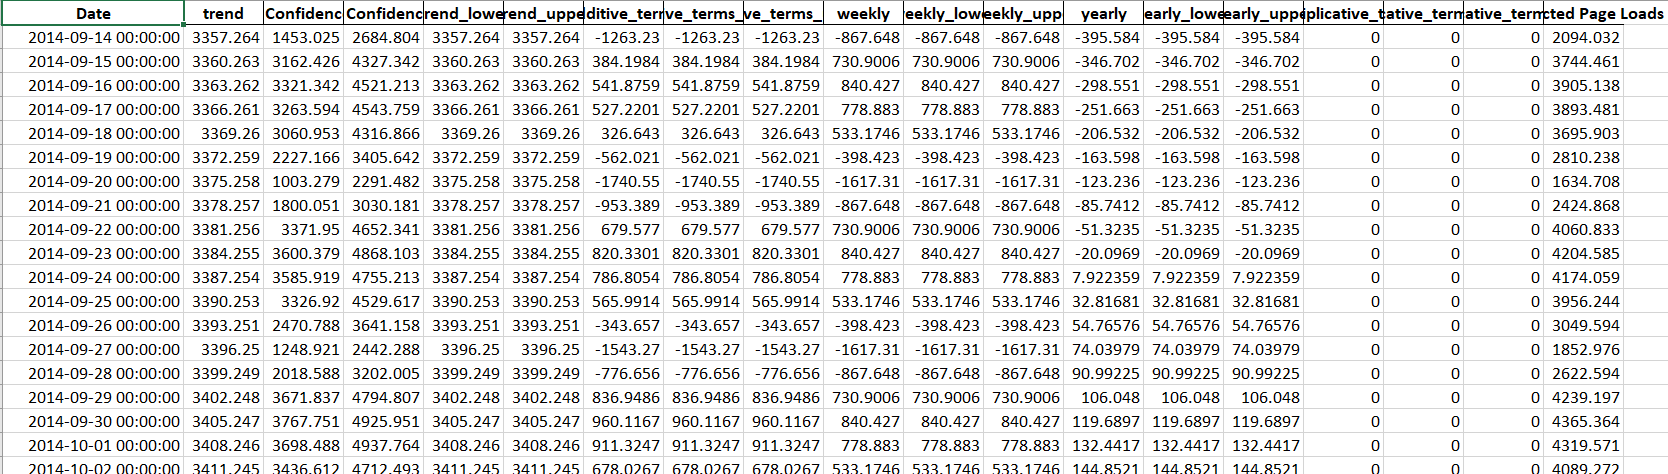 Date trend Confidenc Confidenc rend_lowe rend_uppe ditive_terr ve_terms_ ve_terms_ weekly eekly_low eekly_upp yearly early_lowe early_uppe plicative_t ative_term ative_term cted Page Loads
2014-09-14 00:00:00 3357.264 1453.025 2684.804 3357.264 3357.264 -1263.23 -1263.23 -1263.23 -867.648 -867.648 -867.648 -395.584 -395.584 -395.584 0 0 0 2094.032
2014-09-15 00:00:00 3360.263 3162.426 4327.342 3360.263 3360.263 384.1984 384.1984 384.1984 730.9006 730.9006 730.9006 -346.702 -346.702 -346.702 0 0 0 3744.461
2014-09-16 00:00:00 3363.262 3321.342 4521.213 3363.262 3363.262 541.8759 541.8759 541.8759 840.427 840.427 840.427 -298.551 -298.551 -298.551 0 0 0 3905.138
2014-09-17 00:00:00 3366.261 3263.594 4543.759 3366.261 3366.261 527.2201 527.2201 527.2201 778.883 778.883 778.883 -251.663 -251.663 -251.663 0 0 0 3893.481
2014-09-18 00:00:00 3369.26 3060.953 4316.866 3369.26 3369.26 326.643 326.643 326.643 533.1746 533.1746 533.1746 -206.532 -206.532 -206.532 0 0 0 3695.903
2014-09-19 00:00:00 3372.259 2227.166 3405.642 3372.259 3372.259 -562.021 -562.021 -562.021 -398.423 -398.423 -398.423 -163.598 -163.598 -163.598 0 0 0 2810.238
2014-09-20 00:00:00 3375.258 1003.279 2291.482 3375.258 3375.258 -1740.55 -1740.55 -1740.55 -1617.31 -1617.31 -1617.31 -123.236 -123.236 -123.236 0 0 0 1634.708
2014-09-21 00:00:00 3378.257 1800.051 3030.181 3378.257 3378.257 -953.389 -953.389 -953.389 -867.648 -867.648 -867.648 -85.7412 -85.7412 -85.7412 0 0 0 2424.868
2014-09-22 00:00:00 3381.256 3371.95 4652.341 3381.256 3381.256 679.577 679.577 679.577 730.9006 730.9006 730.9006 -51.3235 -51.3235 -51.3235 0 0 0 4060.833
2014-09-23 00:00:00 3384.255 3600.379 4868.103 3384.255 3384.255 820.3301 820.3301 820.3301 840.427 840.427 840.427 -20.0969 -20.0969 -20.0969 0 0 0 4204.585
2014-09-24 00:00:00 3387.254 3585.919 4755.213 3387.254 3387.254 786.8054 786.8054 786.8054 778.883 778.883 778.883 7.922359 7.922359 7.922359 0 0 0 4174.059
2014-09-25 00:00:00 3390.253 3326.92 4529.617 3390.253 3390.253 565.9914 565.9914 565.9914 533.1746 533.1746 533.1746 32.81681 32.81681 32.81681 0 0 0 3956.244
2014-09-26 00:00:00 3393.251 2470.788 3641.158 3393.251 3393.251 -343.657 -343.657 -343.657 -398.423 -398.423 -398.423 54.76576 54.76576 54.76576 0 0 0 3049.594
2014-09-27 00:00:00 3396.25 1248.921 2442.288 3396.25 3396.25 -1543.27 -1543.27 -1543.27 -1617.31 -1617.31 -1617.31 74.03979 74.03979 74.03979 0 0 0 1852.976
2014-09-28 00:00:00 3399.249 2018.588 3202.005 3399.249 3399.249 -776.656 -776.656 -776.656 -867.648 -867.648 -867.648 90.99225 90.99225 90.99225 0 0 0 2622.594
2014-09-29 00:00:00 3402.248 3671.837 4794.807 3402.248 3402.248 836.9486 836.9486 836.9486 730.9006 730.9006 730.9006 106.048 106.048 106.048 0 0 0 4239.197
2014-09-30 00:00:00 3405.247 3767.751 4925.951 3405.247 3405.247 960.1167 960.1167 960.1167 840.427 840.427 840.427 119.6897 119.6897 119.6897 0 0 0 4365.364
2014-10-01 00:00:00 3408.246 3698.488 4937.764 3408.246 3408.246 911.3247 911.3247 911.3247 778.883 778.883 778.883 132.4417 132.4417 132.4417 0 0 0 4319.571
2014-10-02 00:00:00 3411.245 3436.612 4712.493 3411.245 3411.245 678.0267 678.0267 678.0267 533.1746 533.1746 533.1746 144.8521 144.8521 144.8521 0 0 0 4089.272